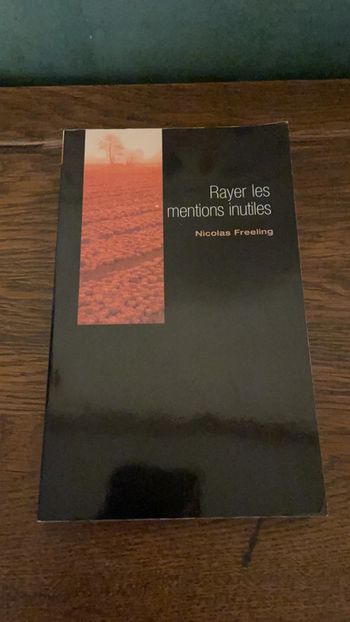 Rayer les
mentions inutiles
Nicolas Freeling